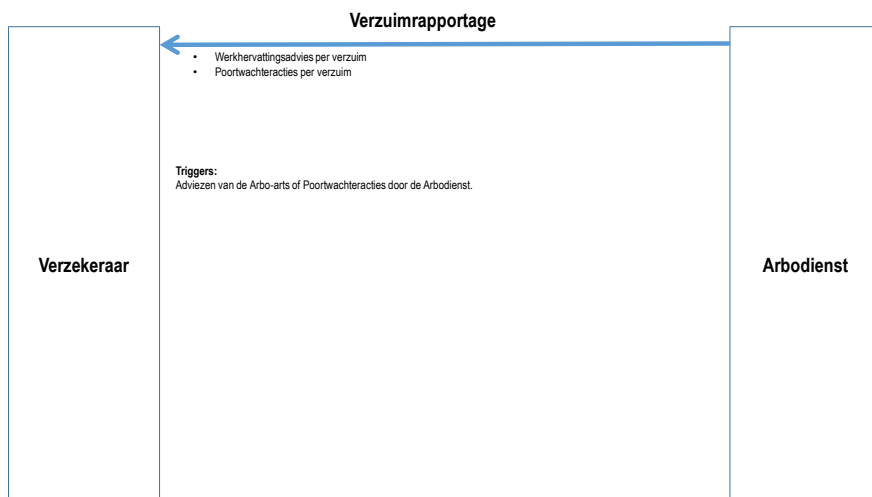 Verzuimrapportage
• Werkhervattingsadvies per verzuim
• Poortwachteracties per verzuim
Triggers:
Adviezen van de Arbo-arts of Poortwachteracties door de Arbodienst.
Verzekeraar
Arbodienst